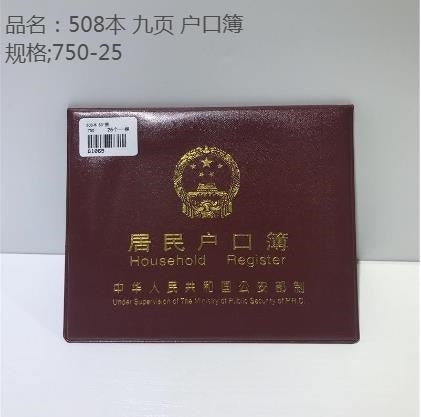 品名：508本 九页 户口簿
规格;750-25
61069
居民户口簿
Household Register
中华人民共和国公安部制
Under Supervision of The Ministry of Public Security of P.R.C.